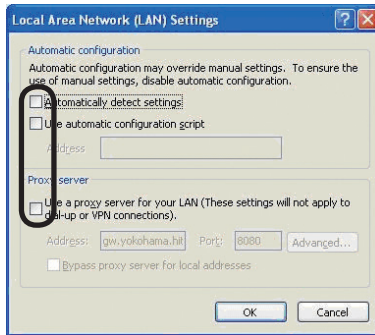 Local Area Network (LAN) Settings
Automatic configuration
Automatic configuration may override manual settings. To ensure the
use of manual settings, disable automatic configuration.
Automatically detect settings
Use automatic configuration script
Address
Proxy server
Use a proxy server for your LAN (These settings will not apply to
dial-up or VPN connections).
Address: gw.yokohama.hit Port: 8080 Advanced...
Bypass proxy server for local addresses
OK Cancel